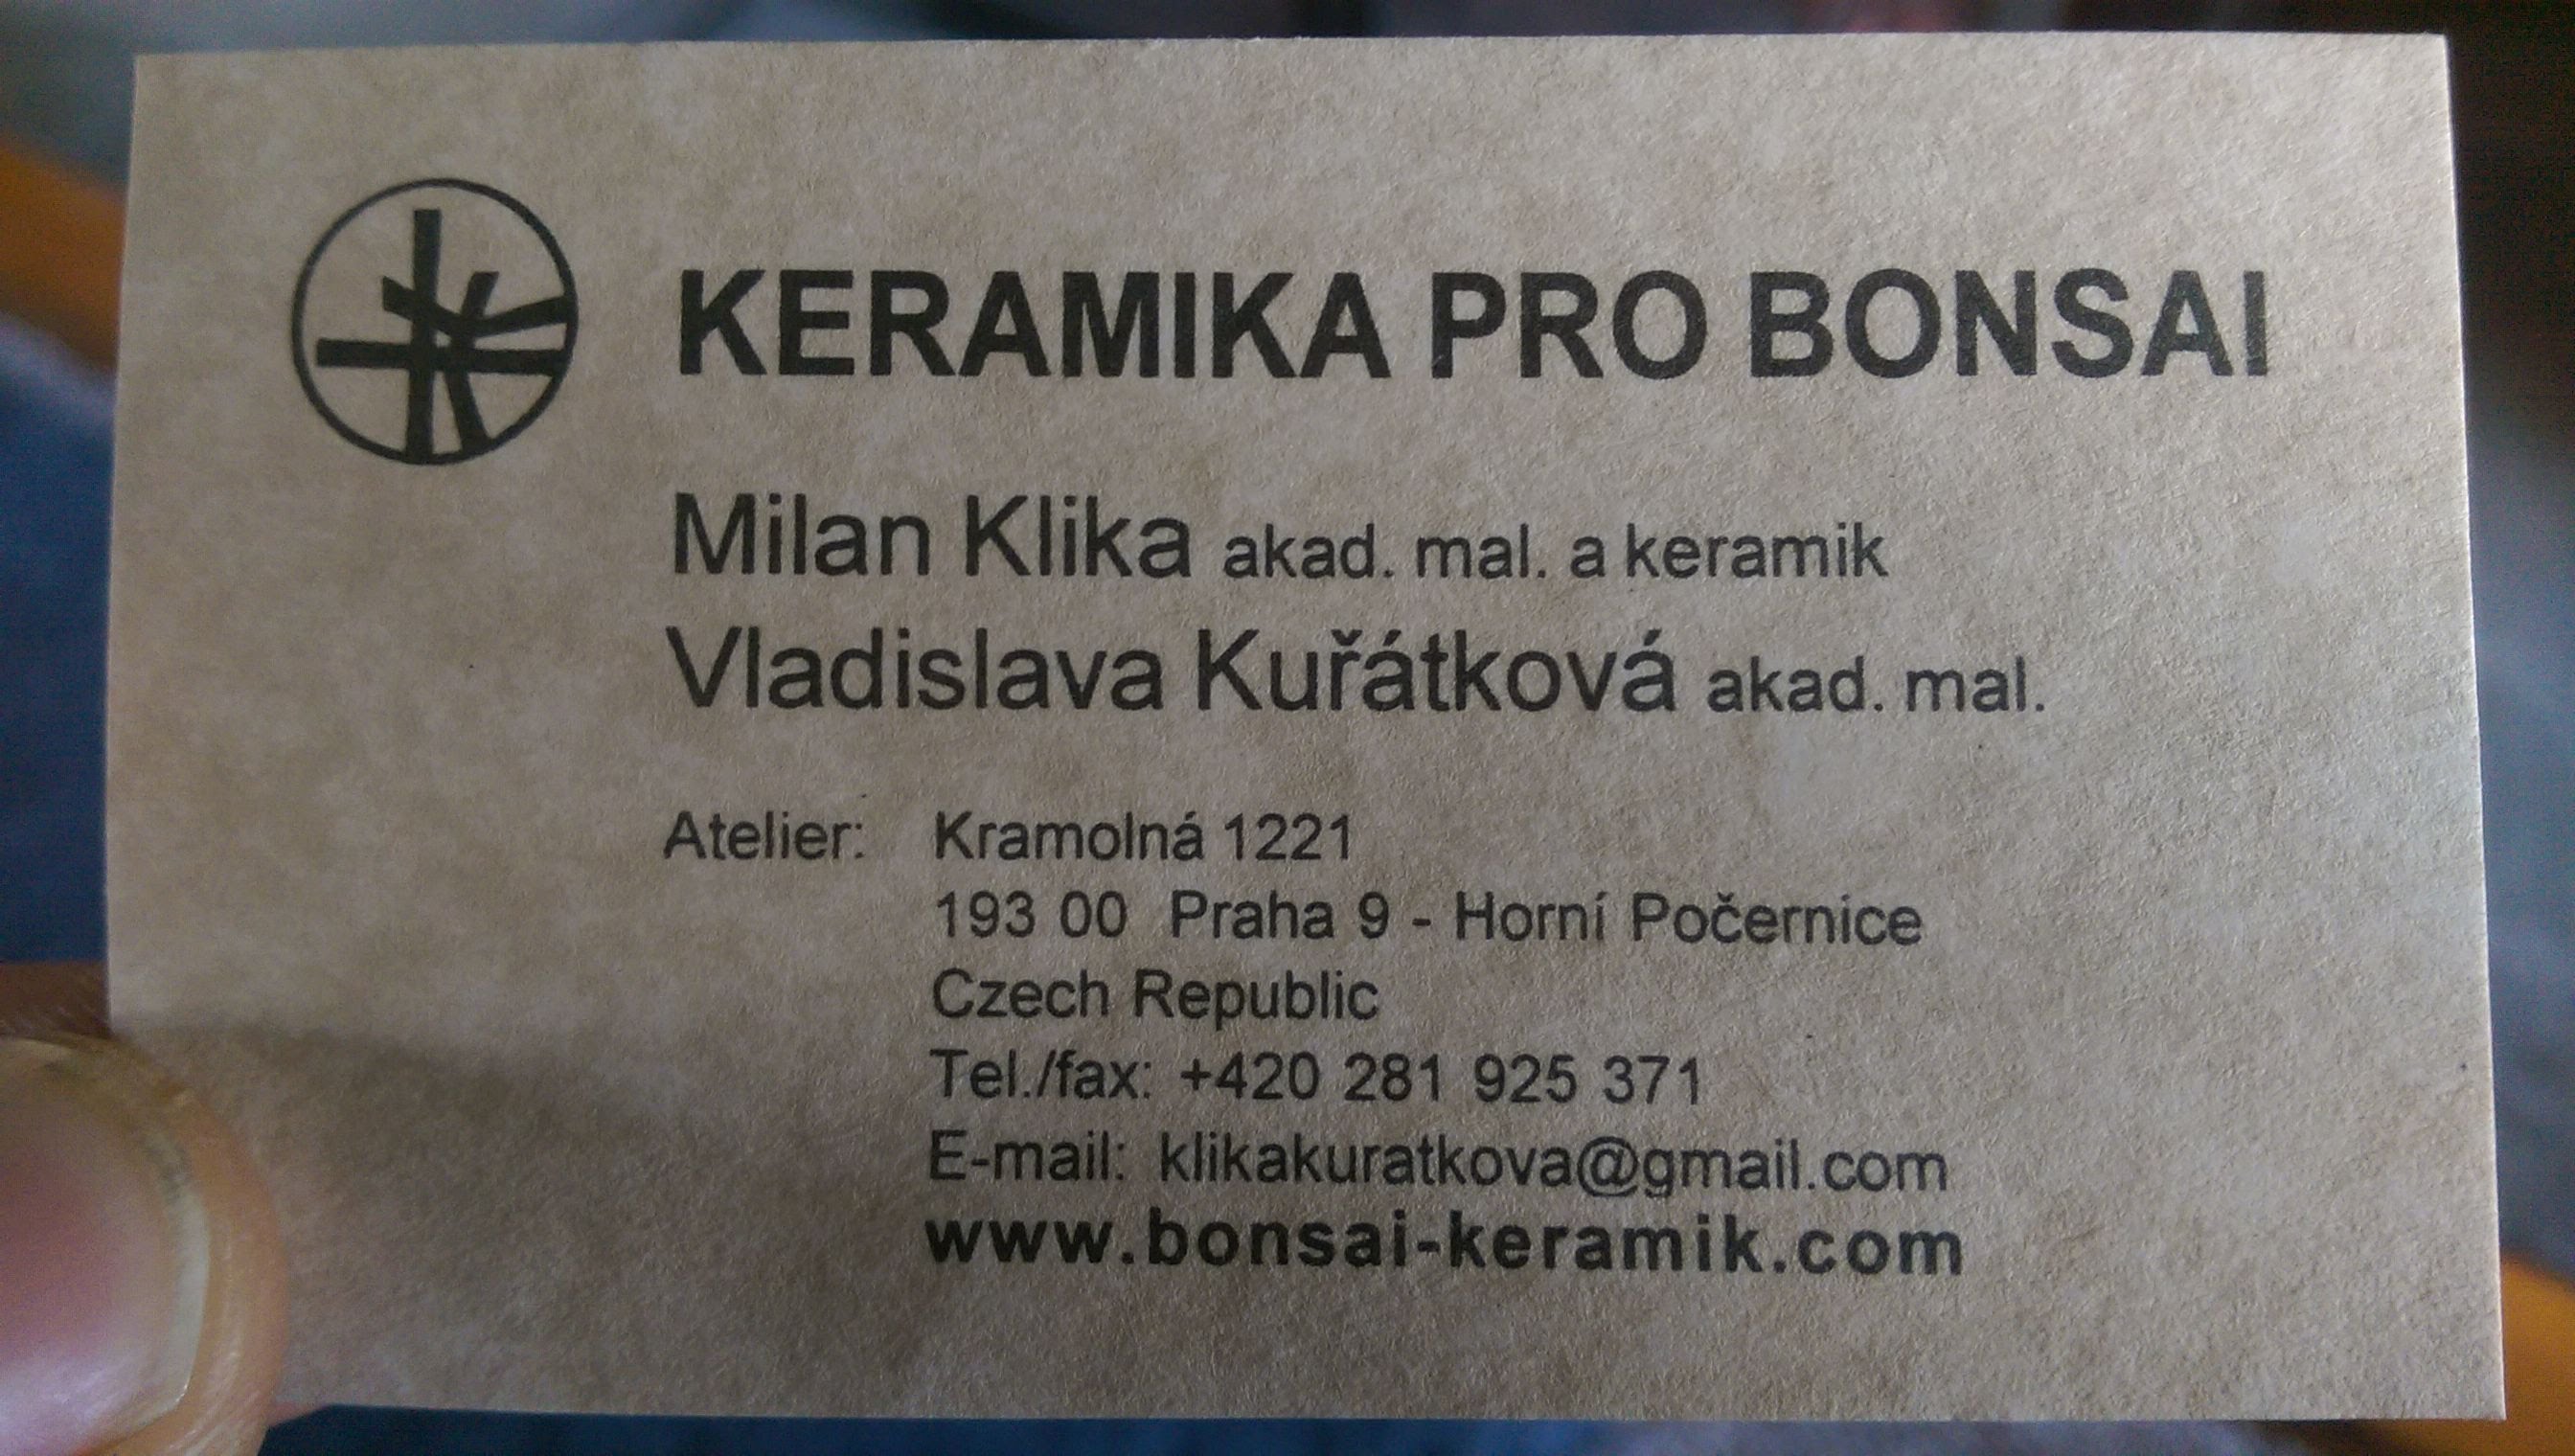 KERAMIKA PRO BONSAI
Milan Klika akad. mal. a keramik
Vladislava Kuřátková akad. mal.
Atelier: Kramolná 1221
193 00 Praha 9 - Horní Počernice
Czech Republic
Tel./fax: +420 281 925 371
E-mail: klikakuratkova@gmail.com
www.bonsai-keramik.com